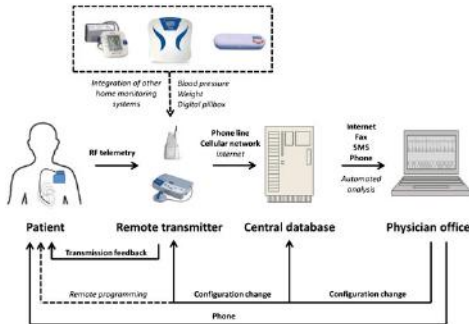 Integration of other
home monitoring
systems
Blood pressure
Weight
Digital pillbox
RF telemetry
Phone line
Cellular network
Internet
Internet
Fax
SMS
Phone
Automated
analysis
Patient
Remote transmitter
Central database
Physician office
Transmission feedback
Remote programming
Configuration change
Configuration change
Phone